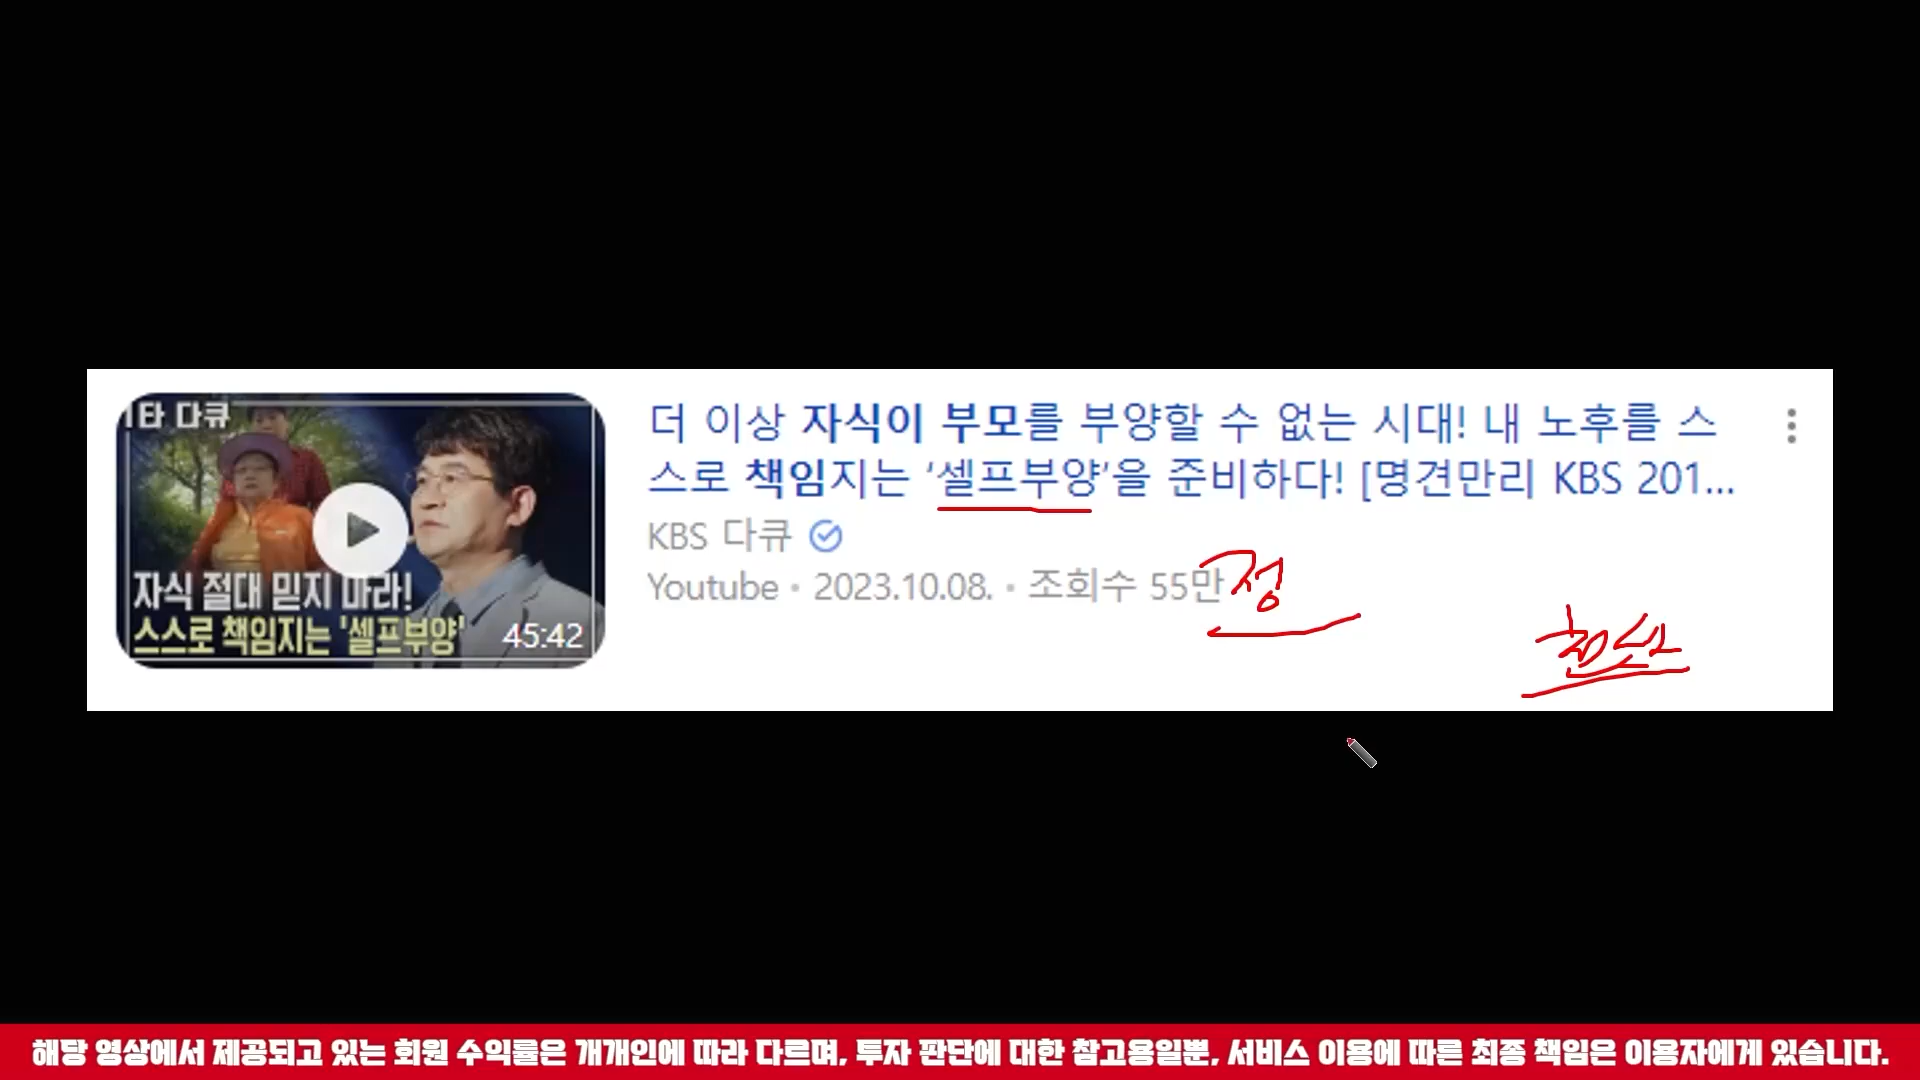 기타 다큐
자식 절대 믿지 마라!
스스로 책임지는 '셀프부양'
45:42
더 이상 자식이 부모를 부양할 수 없는 시대! 내 노후를 스
스로 책임지는 ‘셀프부양’을 준비하다! [명견만리 KBS 201...
KBS 다큐
Youtube · 2023.10.08. · 조회수 55만
정
해당 영상에서 제공되고 있는 회원 수익률은 개개인에 따라 다르며, 투자 판단에 대한 참고용일뿐, 서비스 이용에 따른 최종 책임은 이용자에게 있습니다.